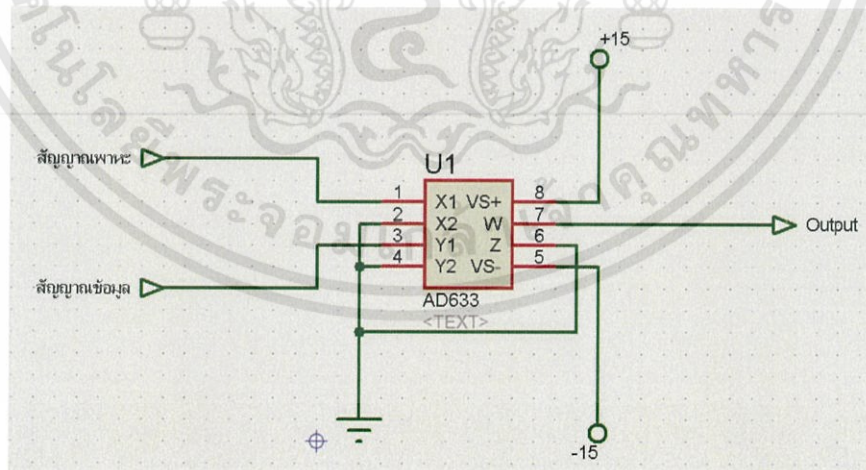 +15
สัญญาณพาหะ
U1
1
X1
VS+
8
2
X2
W
7
Output
3
Y1
Z
6
4
Y2
VS-
5
สัญญาณข้อมูล
AD633
<TEXT>
-15